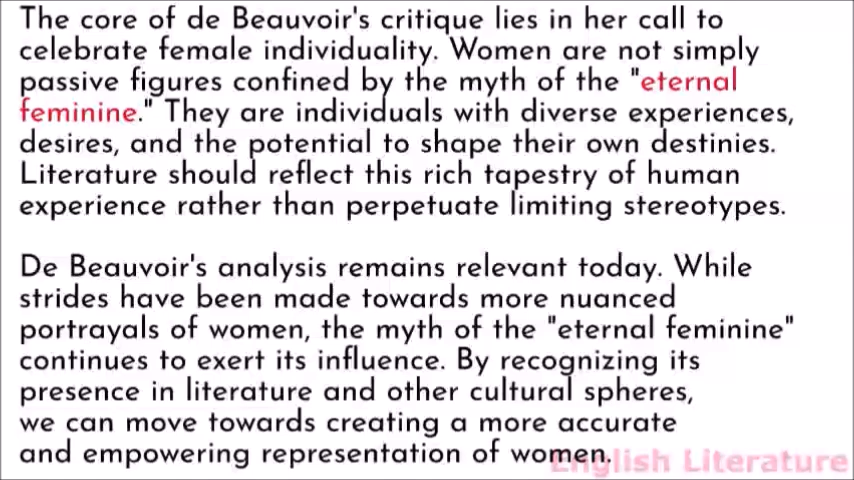 The core of de Beauvoir's critique lies in her call to
celebrate female individuality. Women are not simply
passive figures confined by the myth of the "eternal
feminine." They are individuals with diverse experiences,
desires, and the potential to shape their own destinies.
Literature should reflect this rich tapestry of human
experience rather than perpetuate limiting stereotypes.
De Beauvoir's analysis remains relevant today. While
strides have been made towards more nuanced
portrayals of women, the myth of the "eternal feminine"
continues to exert its influence. By recognizing its
presence in literature and other cultural spheres,
we can move towards creating a more accurate
and empowering representation of women.
English Literature